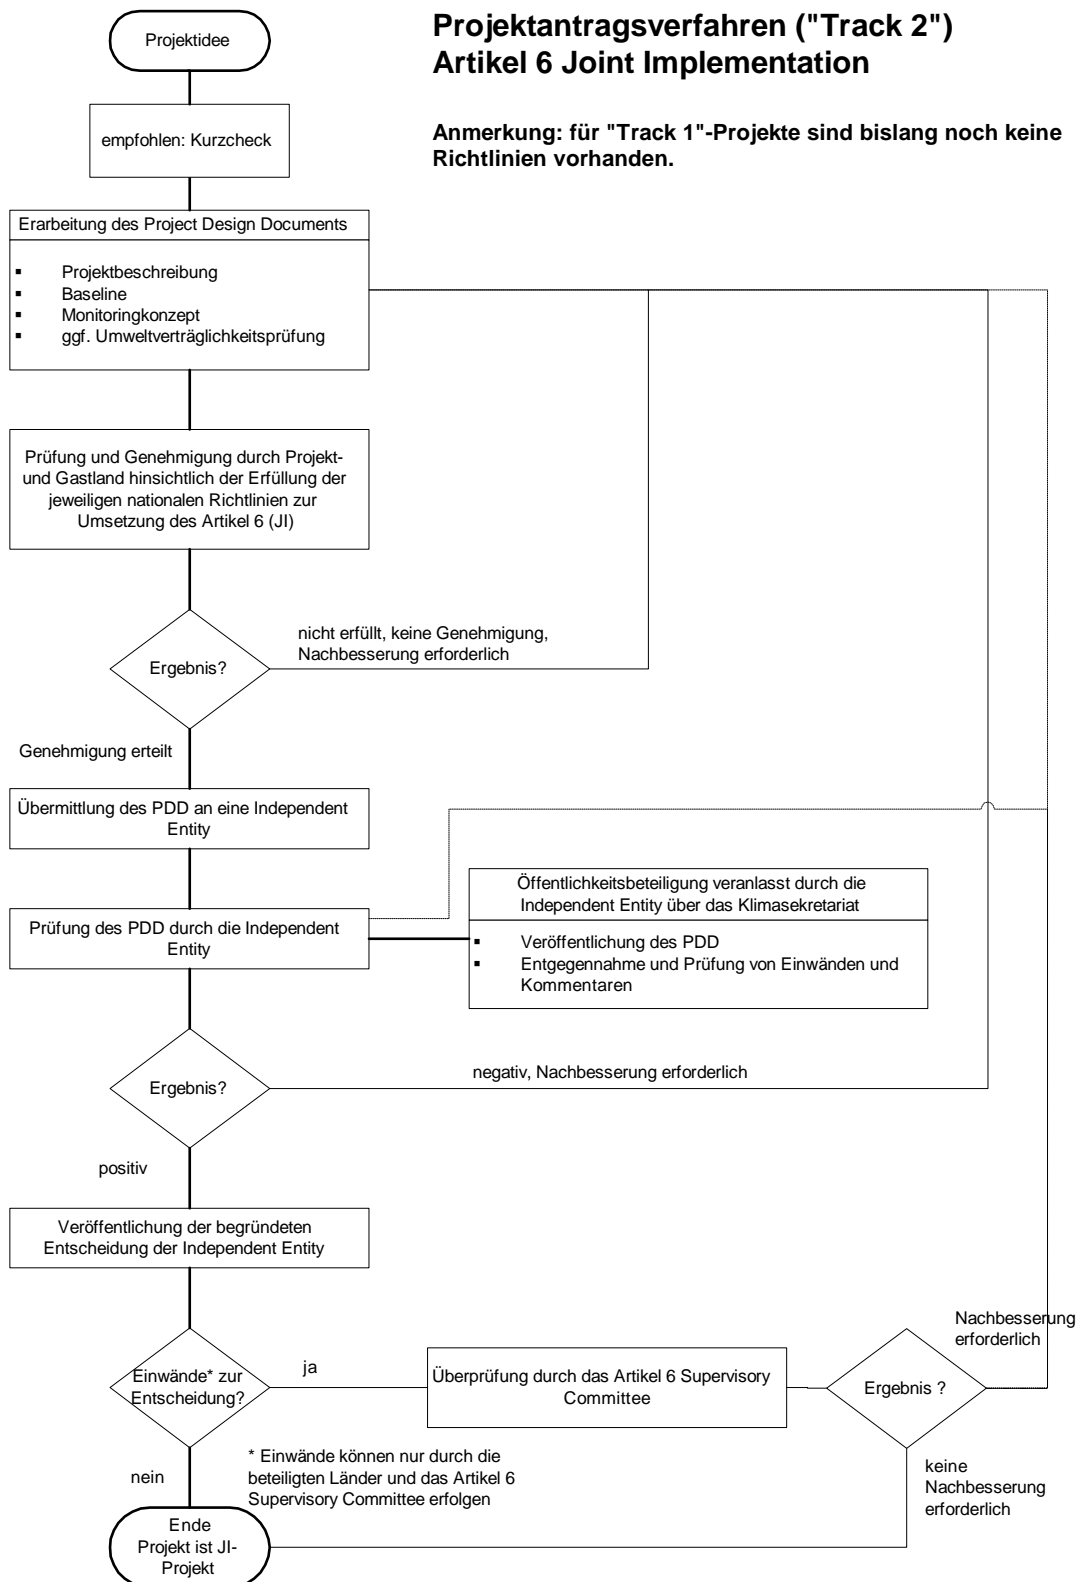 Projektidee
Projektantragsverfahren ("Track 2")
Artikel 6 Joint Implementation
empfohlen: Kurzcheck
Anmerkung: für "Track 1"-Projekte sind bislang noch keine
Richtlinien vorhanden.
Erarbeitung des Project Design Documents
▪ Projektbeschreibung
▪ Baseline
▪ Monitoringkonzept
▪ ggf. Umweltverträglichkeitsprüfung
Prüfung und Genehmigung durch Projekt-
und Gastland hinsichtlich der Erfüllung der
jeweiligen nationalen Richtlinien zur
Umsetzung des Artikel 6 (JI)
Ergebnis?
nicht erfüllt, keine Genehmigung,
Nachbesserung erforderlich
Genehmigung erteilt
Übermittlung des PDD an eine Independent
Entity
Prüfung des PDD durch die Independent
Entity
Öffentlichkeitsbeteiligung veranlasst durch die
Independent Entity über das Klimasekretariat
▪ Veröffentlichung des PDD
▪ Entgegennahme und Prüfung von Einwänden und
Kommentaren
Ergebnis?
negativ, Nachbesserung erforderlich
positiv
Veröffentlichung der begründeten
Entscheidung der Independent Entity
Einwände* zur
Entscheidung?
ja
Überprüfung durch das Artikel 6 Supervisory
Committee
Ergebnis ?
Nachbesserung
erforderlich
nein
* Einwände können nur durch die
beteiligten Länder und das Artikel 6
Supervisory Committee erfolgen
keine
Nachbesserung
erforderlich
Ende
Projekt ist JI-
Projekt